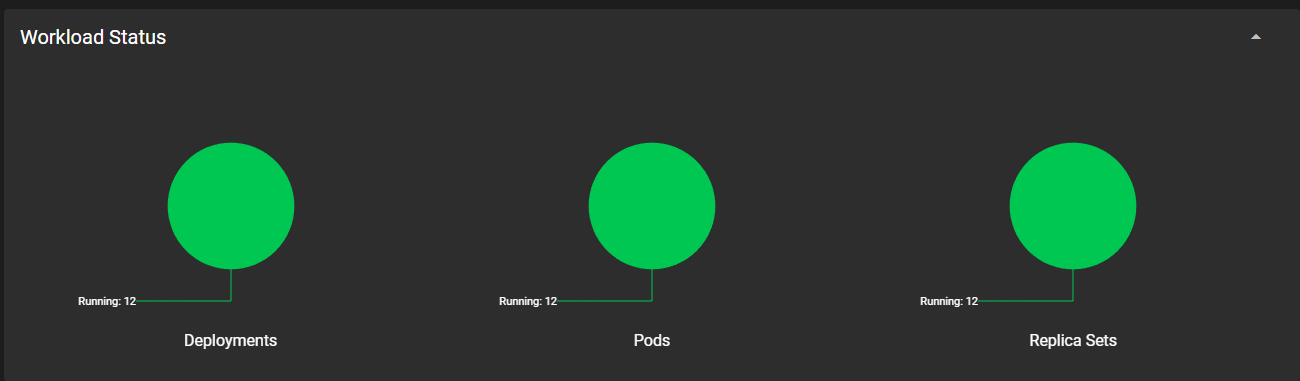 Workload Status
Running: 12
Running: 12
Running: 12
Deployments
Pods
Replica Sets